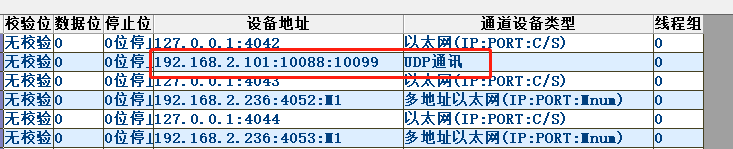 校验位 数据位 停止位 设备地址 通道设备类型 线程组
无校验 0 0位停 127.0.0.1:4042 以太网(IP:PORT:C/S) 0
无校验 0 0位停 192.168.2.101:10088:10099 UDP通讯 0
无校验 0 0位停 127.0.0.1:4043 以太网(IP:PORT:C/S) 0
无校验 0 0位停 192.168.2.236:4052:M1 多地址以太网(IP:PORT:Mnum) 0
无校验 0 0位停 127.0.0.1:4044 以太网(IP:PORT:C/S) 0
无校验 0 0位停 192.168.2.236:4053:M1 多地址以太网(IP:PORT:Mnum) 0